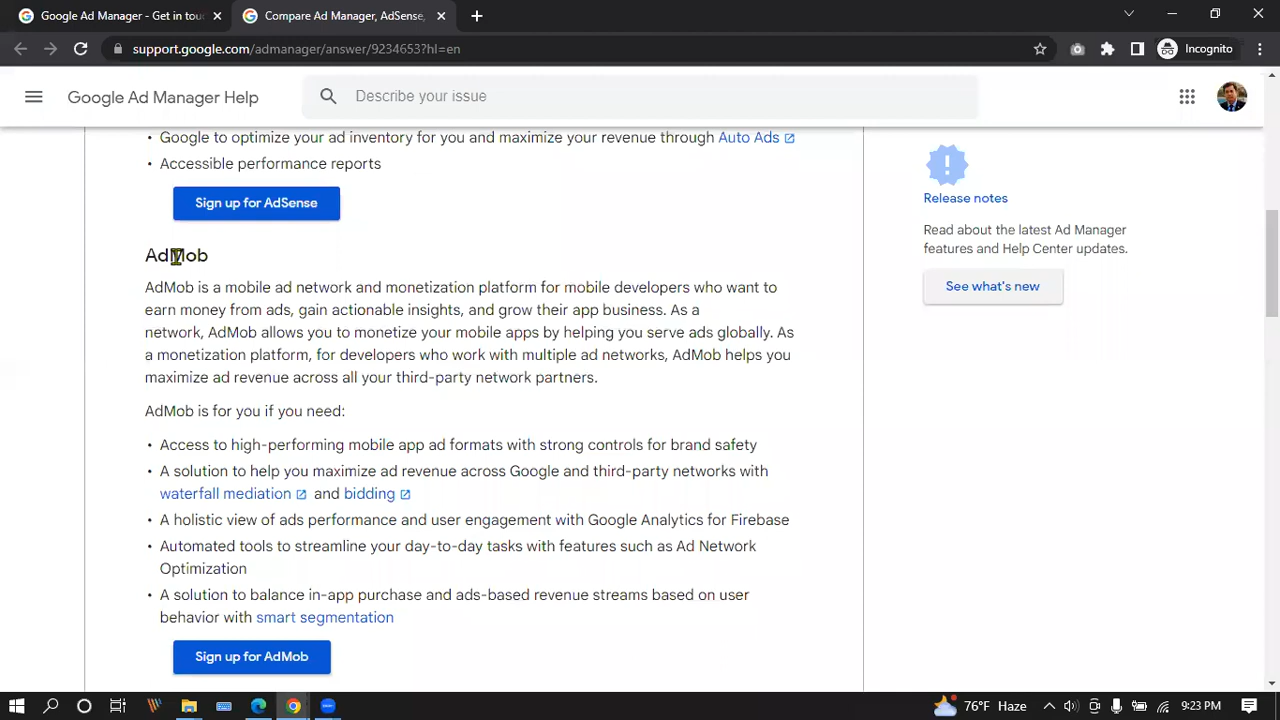 Google Ad Manager - Get in touc
Compare Ad Manager, AdSense,
support.google.com/admanager/answer/9234653?hl=en
Incognito
Google Ad Manager Help
Describe your issue
Google to optimize your ad inventory for you and maximize your revenue through Auto Ads
Accessible performance reports
Sign up for AdSense
AdMob
AdMob is a mobile ad network and monetization platform for mobile developers who want to
earn money from ads, gain actionable insights, and grow their app business. As a
network, AdMob allows you to monetize your mobile apps by helping you serve ads globally. As
a monetization platform, for developers who work with multiple ad networks, AdMob helps you
maximize ad revenue across all your third-party network partners.
AdMob is for you if you need:
Access to high-performing mobile app ad formats with strong controls for brand safety
A solution to help you maximize ad revenue across Google and third-party networks with
waterfall mediation and bidding
A holistic view of ads performance and user engagement with Google Analytics for Firebase
Automated tools to streamline your day-to-day tasks with features such as Ad Network
Optimization
A solution to balance in-app purchase and ads-based revenue streams based on user
behavior with smart segmentation
Sign up for AdMob
Release notes
Read about the latest Ad Manager
features and Help Center updates.
See what's new
76°F Haze
9:23 PM